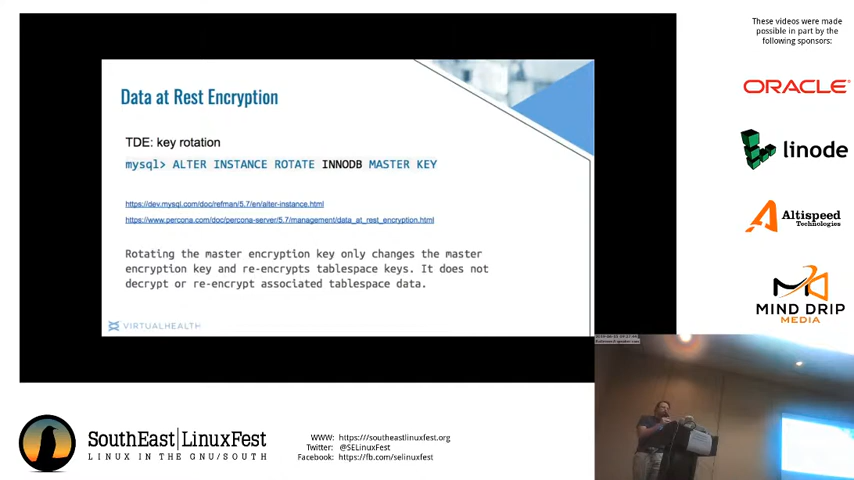 These videos were made
possible in part by the
following sponsors:
ORACLE
linode
Altispeed
Technologies
MIND DRIP
MEDIA
Data at Rest Encryption
TDE: key rotation
mysql> ALTER INSTANCE ROTATE INNODB MASTER KEY
https://dev.mysql.com/doc/refman/5.7/en/alter-instance.html
https://www.percona.com/doc/percona-server/5.7/management/data_at_rest_encryption.html
Rotating the master encryption key only changes the master
encryption key and re-encrypts tablespace keys. It does not
decrypt or re-encrypt associated tablespace data.
VIRTUALHEALTH
SouthEast|LinuxFest
LINUX IN THE GNU/SOUTH
WWW: https://southeastlinuxfest.org
Twitter: @SELinuxFest
Facebook: https://fb.com/selinuxfest